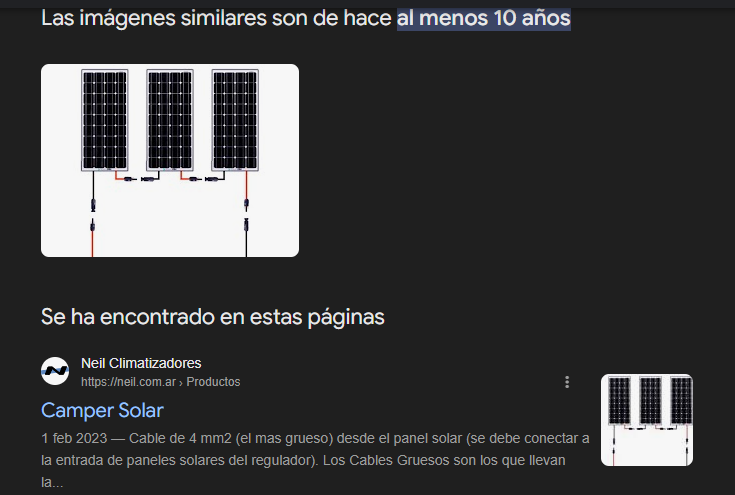 Las imágenes similares son de hace al menos 10 años
Se ha encontrado en estas páginas
Neil Climatizadores
https://neil.com.ar › Productos
Camper Solar
1 feb 2023 — Cable de 4 mm2 (el mas grueso) desde el panel solar (se debe conectar a
la entrada de paneles solares del regulador). Los Cables Gruesos son los que llevan
la...